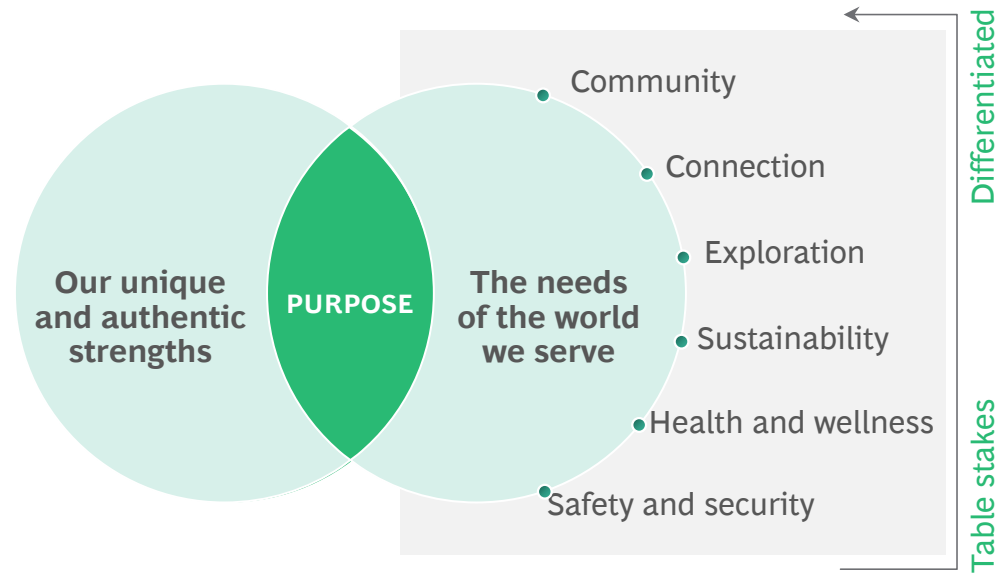 Our unique
and authentic
strengths
PURPOSE
The needs
of the world
we serve
Community
Connection
Exploration
Sustainability
Health and wellness
Safety and security
Differentiated
Table stakes